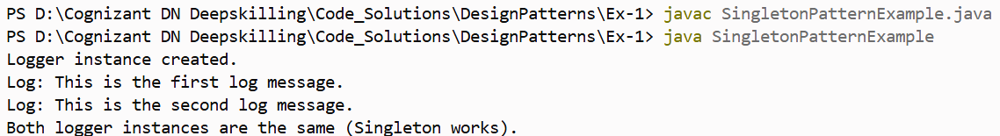 PS D:\Cognizant DN Deepskilling\Code_Solutions\DesignPatterns\Ex-1> javac SingletonPatternExample.java
PS D:\Cognizant DN Deepskilling\Code_Solutions\DesignPatterns\Ex-1> java SingletonPatternExample
Logger instance created.
Log: This is the first log message.
Log: This is the second log message.
Both logger instances are the same (Singleton works).